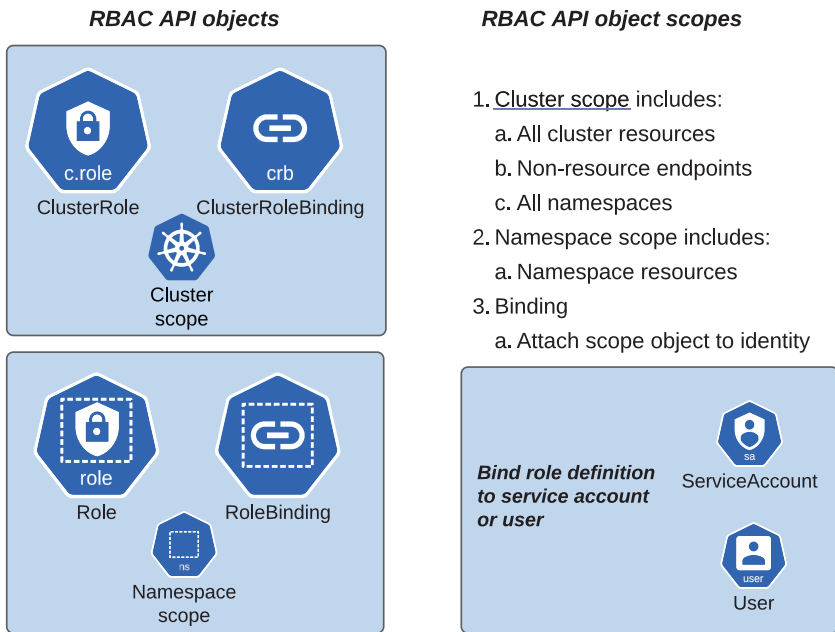 RBAC API objects
c.role
ClusterRole
crb
ClusterRoleBinding
Cluster
scope
role
Role
RoleBinding
ns
Namespace
scope
RBAC API object scopes
1. Cluster scope includes:
a. All cluster resources
b. Non-resource endpoints
c. All namespaces
2. Namespace scope includes:
a. Namespace resources
3. Binding
a. Attach scope object to identity
Bind role definition
to service account
or user
sa
ServiceAccount
user
User